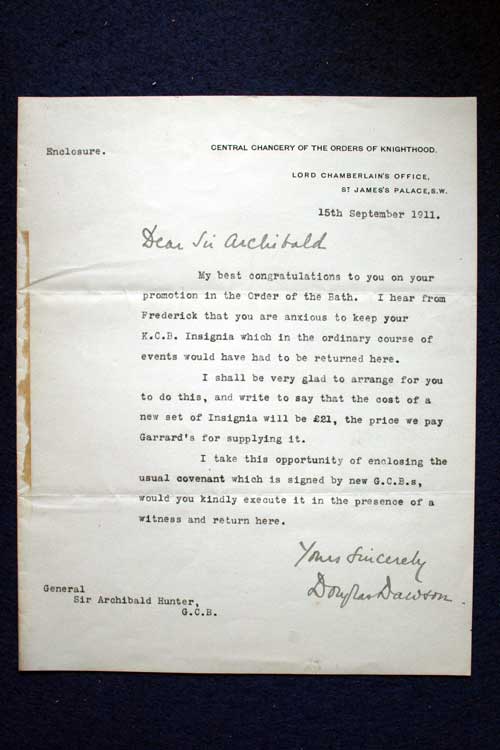 Enclosure.
CENTRAL CHANCERY OF THE ORDERS OF KNIGHTHOOD.
LORD CHAMBERLAIN'S OFFICE,
ST JAMES'S PALACE, S.W.
15th September 1911.
Dear Sir Archibald
My best congratulations to you on your
promotion in the Order of the Bath. I hear from
Frederick that you are anxious to keep your
K.C.B. Insignia which in the ordinary course of
events would have had to be returned here.
I shall be very glad to arrange for you
to do this, and write to say that the cost of a
new set of Insignia will be £21, the price we pay
Garrard's for supplying it.
I take this opportunity of enclosing the
usual covenant which is signed by new G.C.B.s,
would you kindly execute it in the presence of a
witness and return here.
Yours Sincerely
Douglas Dawson
General
Sir Archibald Hunter,
G.C.B.